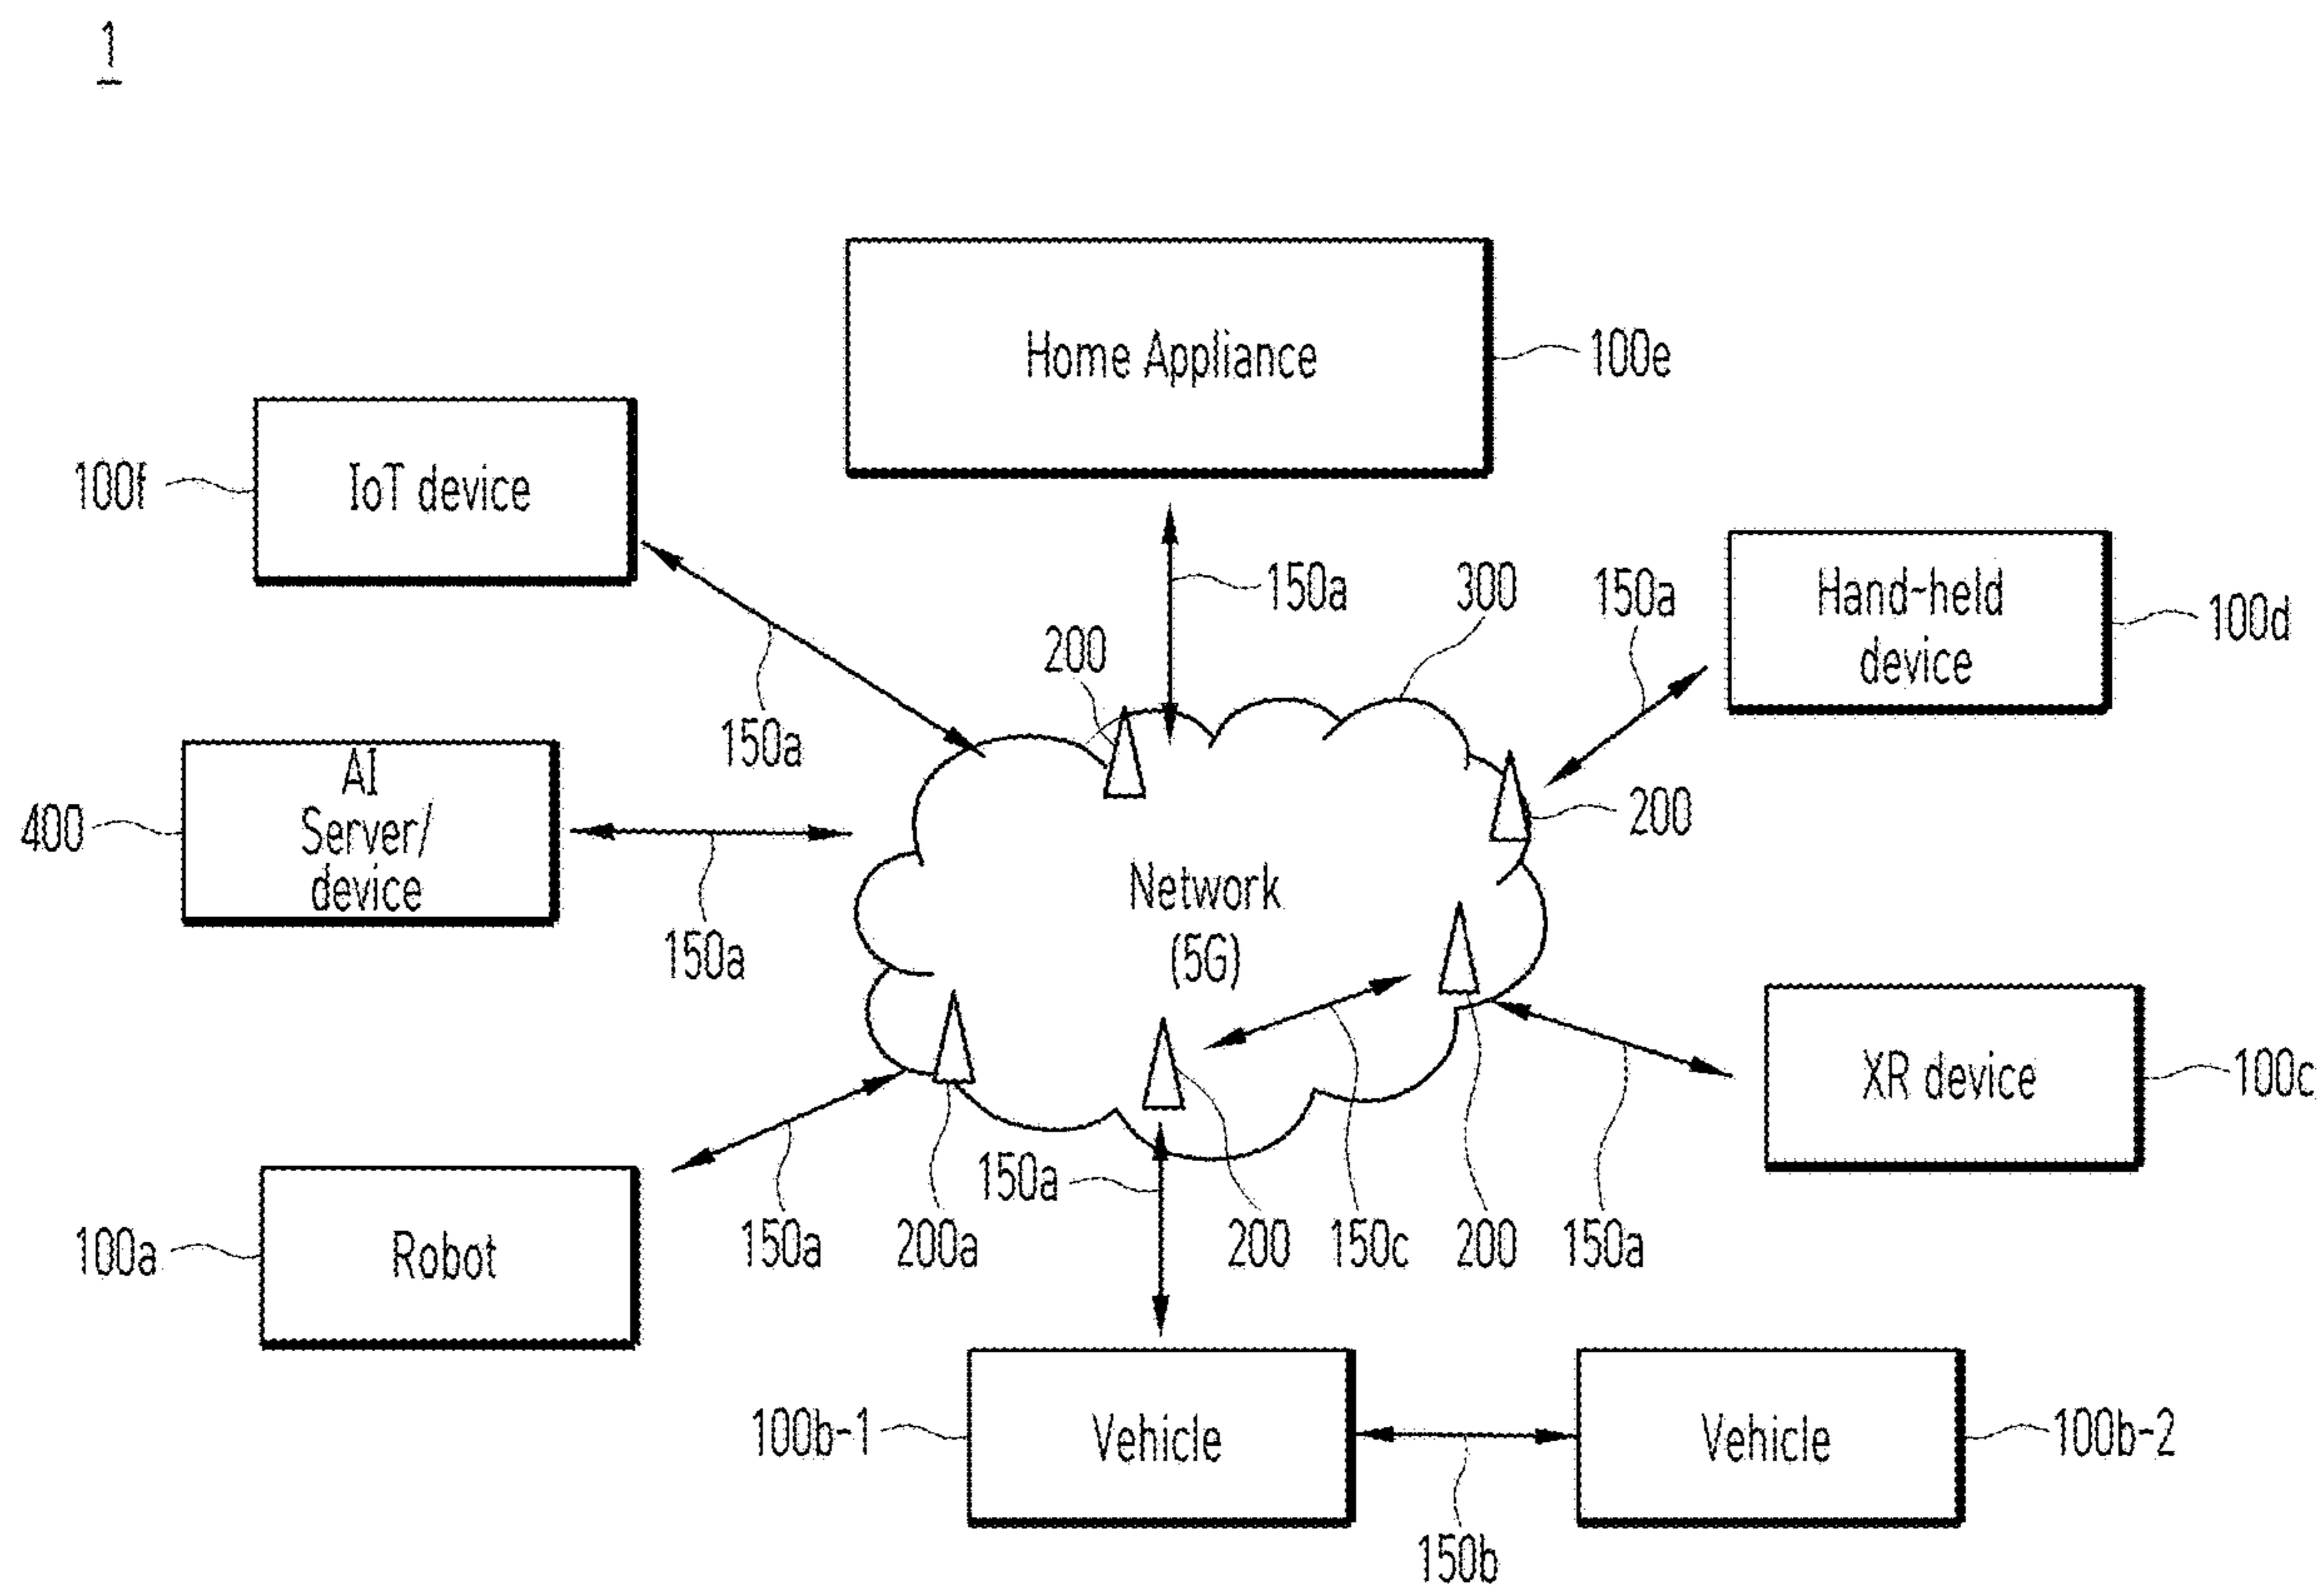 1
Home Appliance
100e
100f
IoT device
150a
300
150a
Hand-held
device
100d
200
150a
AI
Server/
device
400
200
Network
(5G)
150a
XR device
100c
150a
100a
Robot
150a
200a
200
150c
200
150a
100b-1
Vehicle
Vehicle
100b-2
150b